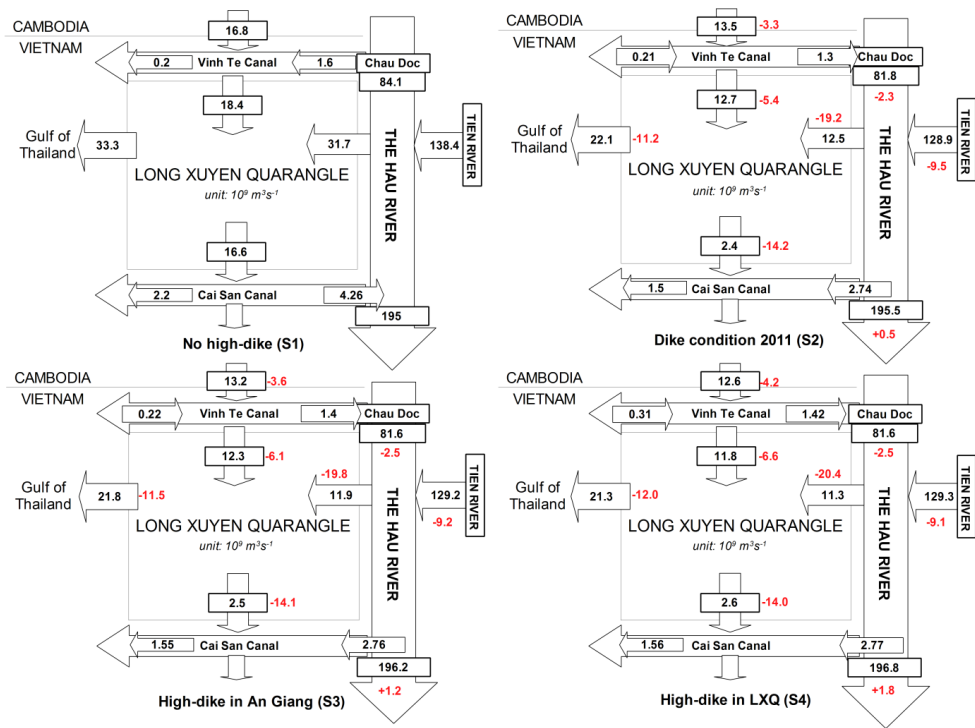 CAMBODIA
VIETNAM
16.8
0.2
Vinh Te Canal
1.6
Chau Doc
84.1
18.4
Gulf of
Thailand
33.3
31.7
138.4
TIEN RIVER
THE HAU RIVER
LONG XUYEN QUARANGLE
unit: 10⁹ m³s⁻¹
16.6
2.2
Cai San Canal
4.26
195
No high-dike (S1)
CAMBODIA
VIETNAM
13.5
-3.3
0.21
Vinh Te Canal
1.3
Chau Doc
81.8
-2.3
12.7
-5.4
Gulf of
Thailand
22.1
-11.2
-19.2
12.5
128.9
-9.5
TIEN RIVER
THE HAU RIVER
LONG XUYEN QUARANGLE
unit: 10⁹ m³s⁻¹
2.4
-14.2
1.5
Cai San Canal
2.74
195.5
+0.5
Dike condition 2011 (S2)
CAMBODIA
VIETNAM
13.2
-3.6
0.22
Vinh Te Canal
1.4
Chau Doc
81.6
-2.5
12.3
-6.1
Gulf of
Thailand
21.8
-11.5
-19.8
11.9
129.2
-9.2
TIEN RIVER
THE HAU RIVER
LONG XUYEN QUARANGLE
unit: 10⁹ m³s⁻¹
2.5
-14.1
1.55
Cai San Canal
2.76
196.2
+1.2
High-dike in An Giang (S3)
CAMBODIA
VIETNAM
12.6
-4.2
0.31
Vinh Te Canal
1.42
Chau Doc
81.6
-2.5
11.8
-6.6
Gulf of
Thailand
21.3
-12.0
-20.4
11.3
129.3
-9.1
TIEN RIVER
THE HAU RIVER
LONG XUYEN QUARANGLE
unit: 10⁹ m³s⁻¹
2.6
-14.0
1.56
Cai San Canal
2.77
196.8
+1.8
High-dike in LXQ (S4)